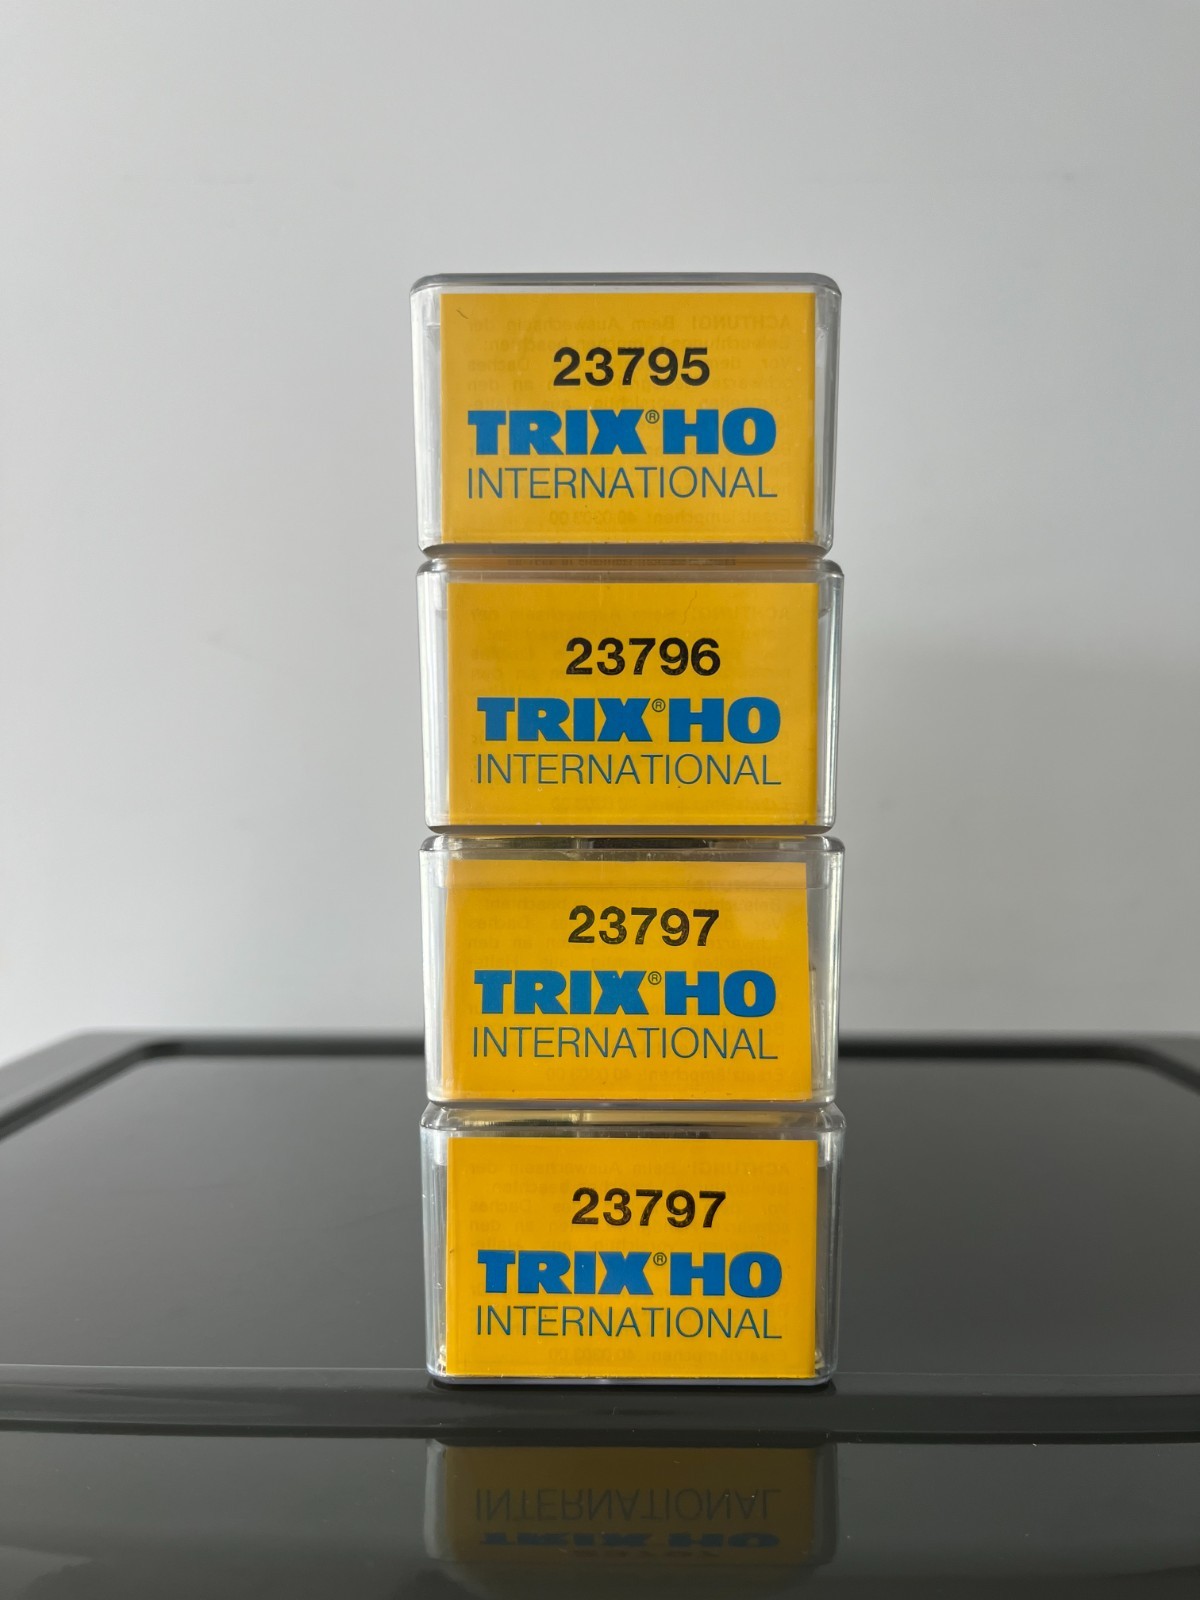 23795
TRIX® HO
INTERNATIONAL
23796
TRIX® HO
INTERNATIONAL
23797
TRIX® HO
INTERNATIONAL
23797
TRIX® HO
INTERNATIONAL